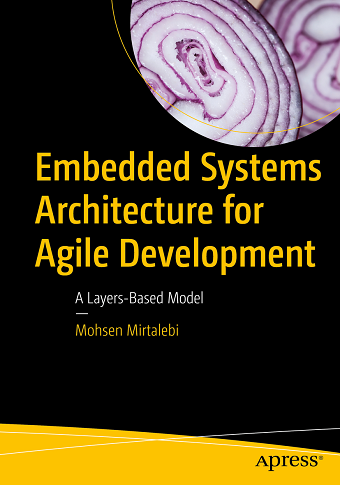 Embedded Systems
Architecture for
Agile Development
A Layers-Based Model
—
Mohsen Mirtalebi
Apress®